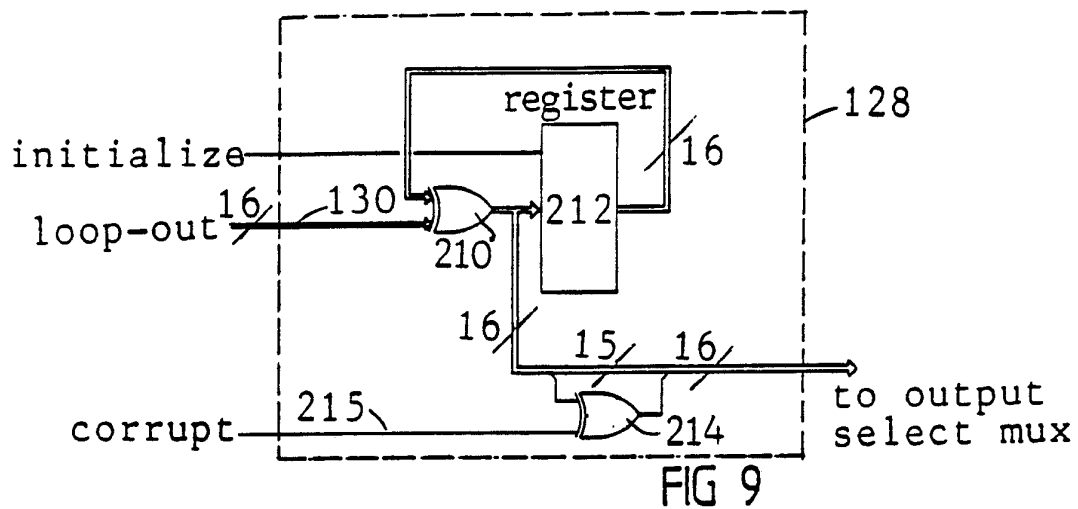 register
128
initialize
16
16
130
loop-out
212
210
16
15
16
to output
select mux
215
corrupt
214
FIG 9